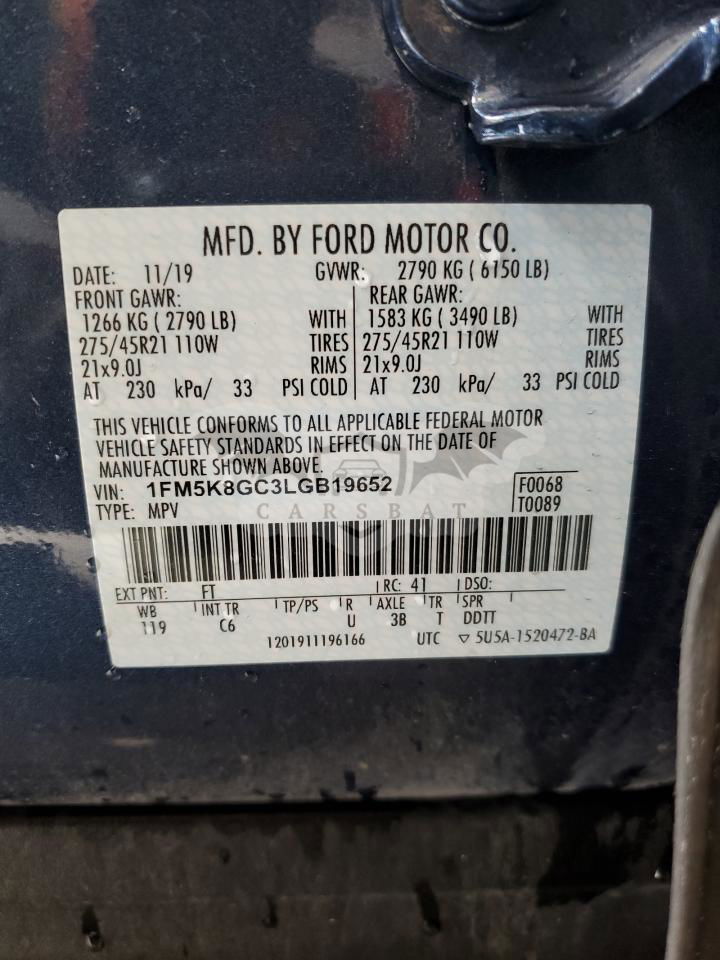 MFD. BY FORD MOTOR CO.
DATE: 11/19 GVWR: 2790 KG ( 6150 LB)
FRONT GAWR: REAR GAWR:
1266 KG ( 2790 LB) WITH 1583 KG ( 3490 LB) WITH
275/45R21 110W TIRES 275/45R21 110W TIRES
21x9.0J RIMS 21x9.0J RIMS
AT 230 kPa/ 33 PSI COLD AT 230 kPa/ 33 PSI COLD
THIS VEHICLE CONFORMS TO ALL APPLICABLE FEDERAL MOTOR
VEHICLE SAFETY STANDARDS IN EFFECT ON THE DATE OF
MANUFACTURE SHOWN ABOVE.
VIN: 1FM5K8GC3LGB19652 F0068
TYPE: MPV T0089
CARSBAT
EXT PNT: FT RC: 41 DSO:
WB INT TR TP/PS R AXLE TR SPR
119 C6 U 3B T DDTT
1201911196166 UTC ▽ 5U5A-1520472-BA